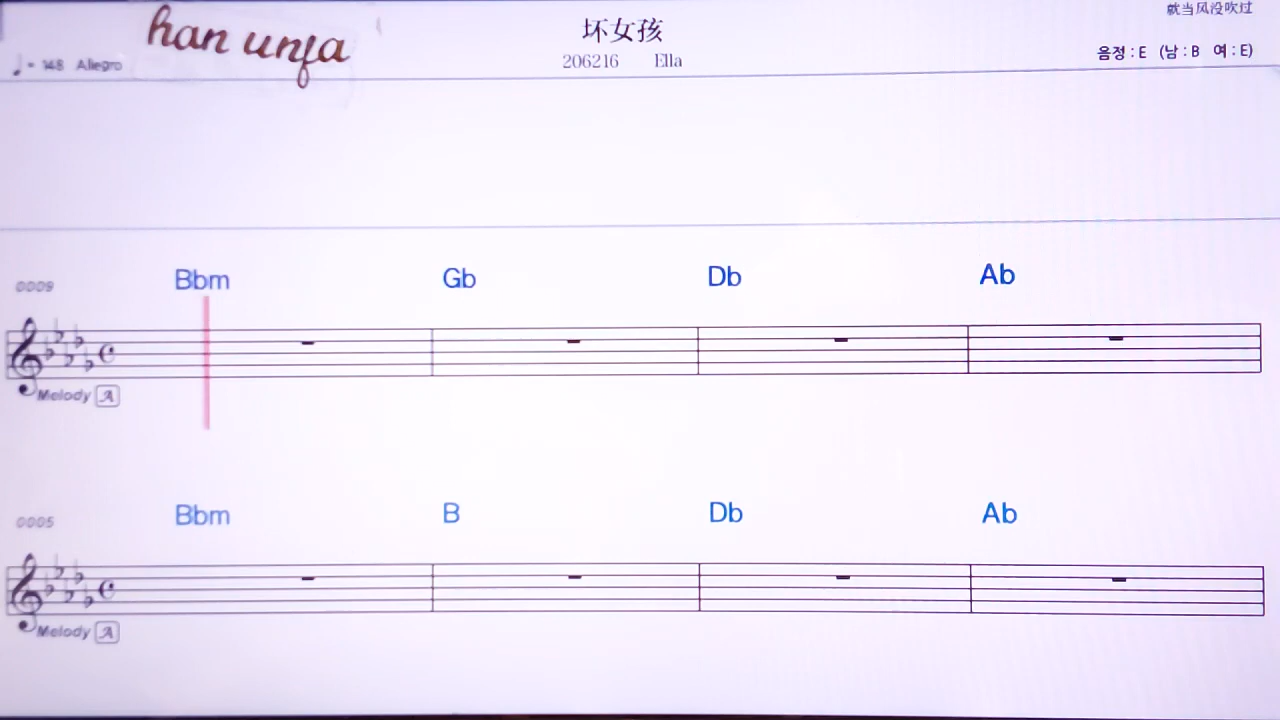 han unfa
坏女孩
就当风没吹过
♩ = 148 Allegro
206216 Ella
음정 : E (남 : B 여 : E)
0009
Bbm Gb Db Ab
Melody A
0005
Bbm B Db Ab
Melody A